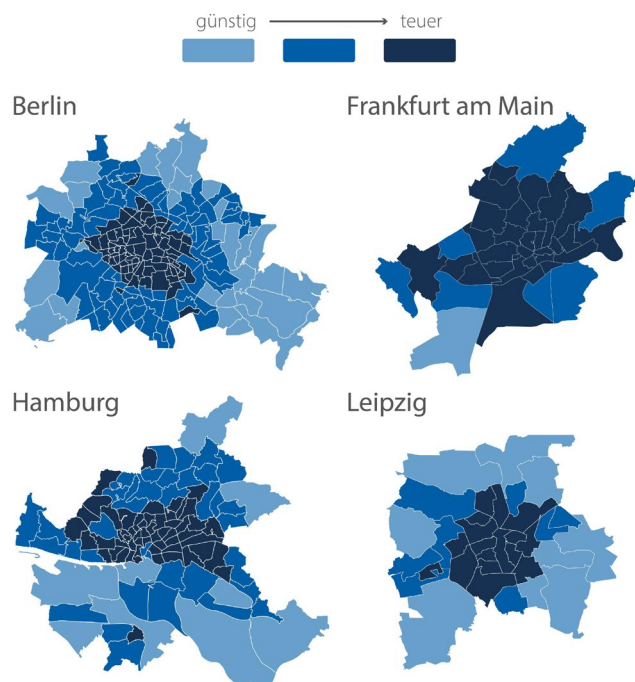 günstig teuer
Berlin
Frankfurt am Main
Hamburg
Leipzig